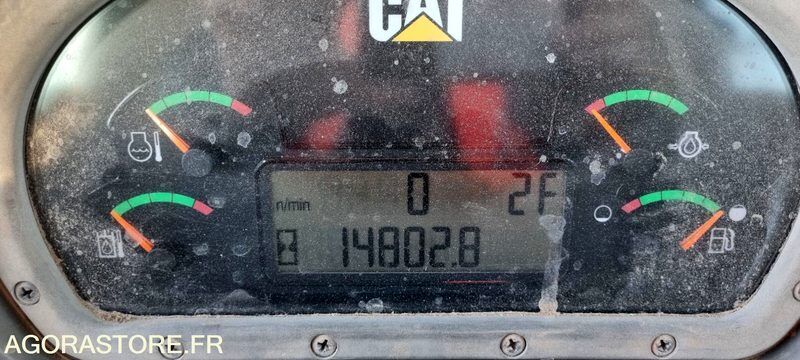 CAT
n/min 0 2F
14802.8
AGORASTORE.FR